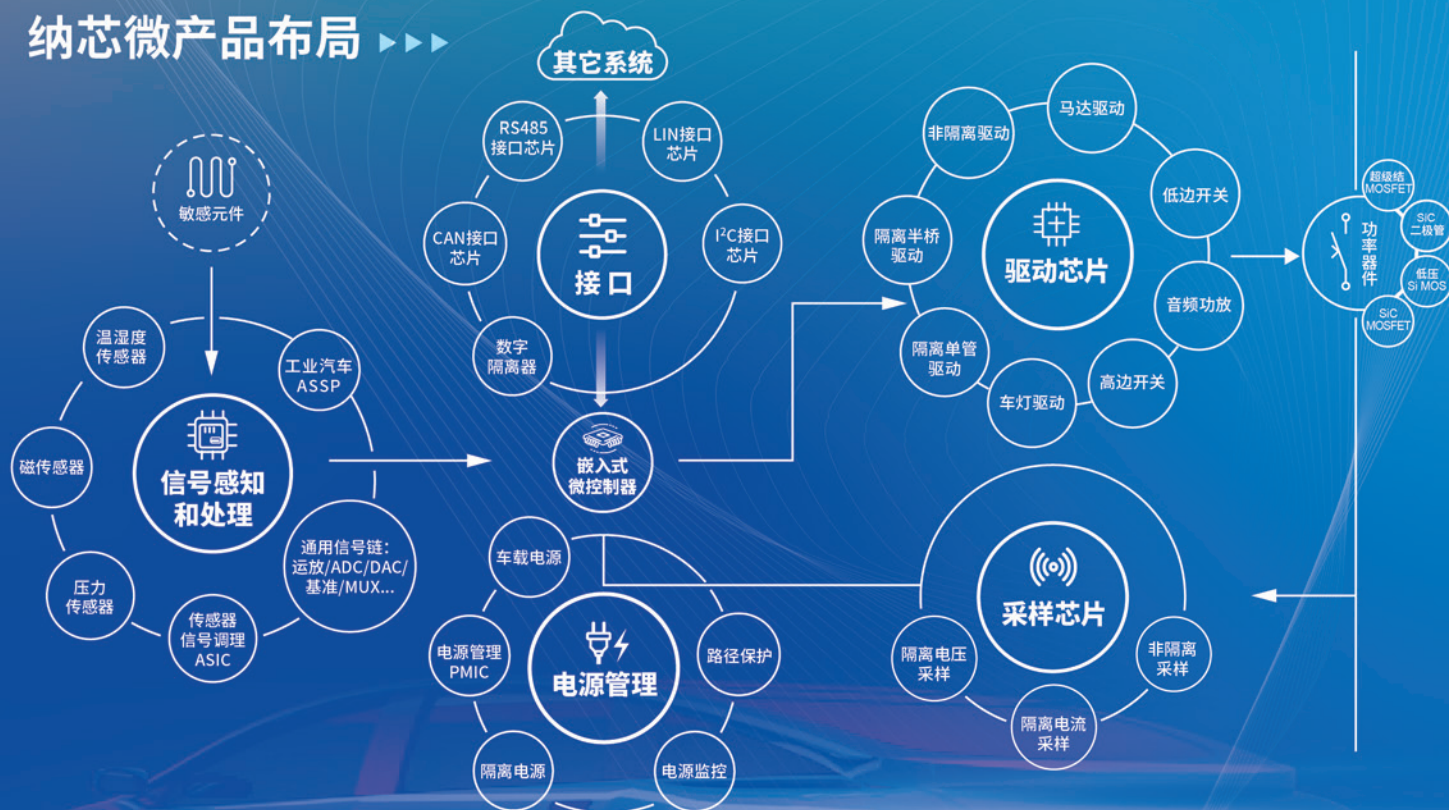 纳芯微产品布局
其它系统
敏感元件
RS485
接口芯片
LIN接口
芯片
CAN接口
芯片
I²C接口
芯片
接口
数字
隔离器
温湿度
传感器
工业汽车
ASSP
磁传感器
信号感知
和处理
压力
传感器
传感器
信号调理
ASIC
通用信号链:
运放/ADC/DAC/
基准/MUX...
嵌入式
微控制器
车载电源
电源管理
PMIC
路径保护
电源管理
隔离电源
电源监控
非隔离驱动
马达驱动
低边开关
隔离半桥
驱动
驱动芯片
音频功放
隔离单管
驱动
高边开关
车灯驱动
采样芯片
隔离电压
采样
非隔离
采样
隔离电流
采样
功率器件
超级结
MOSFET
SiC
二极管
低压
Si MOS
SiC
MOSFET